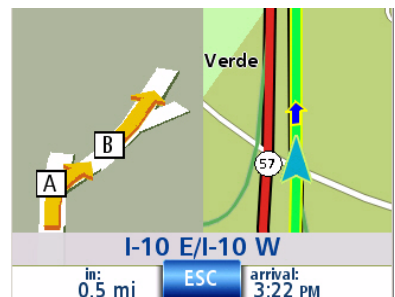 Verde
B
A
57
I-10 E/I-10 W
in:
0.5 mi
ESC
arrival:
3:22 PM